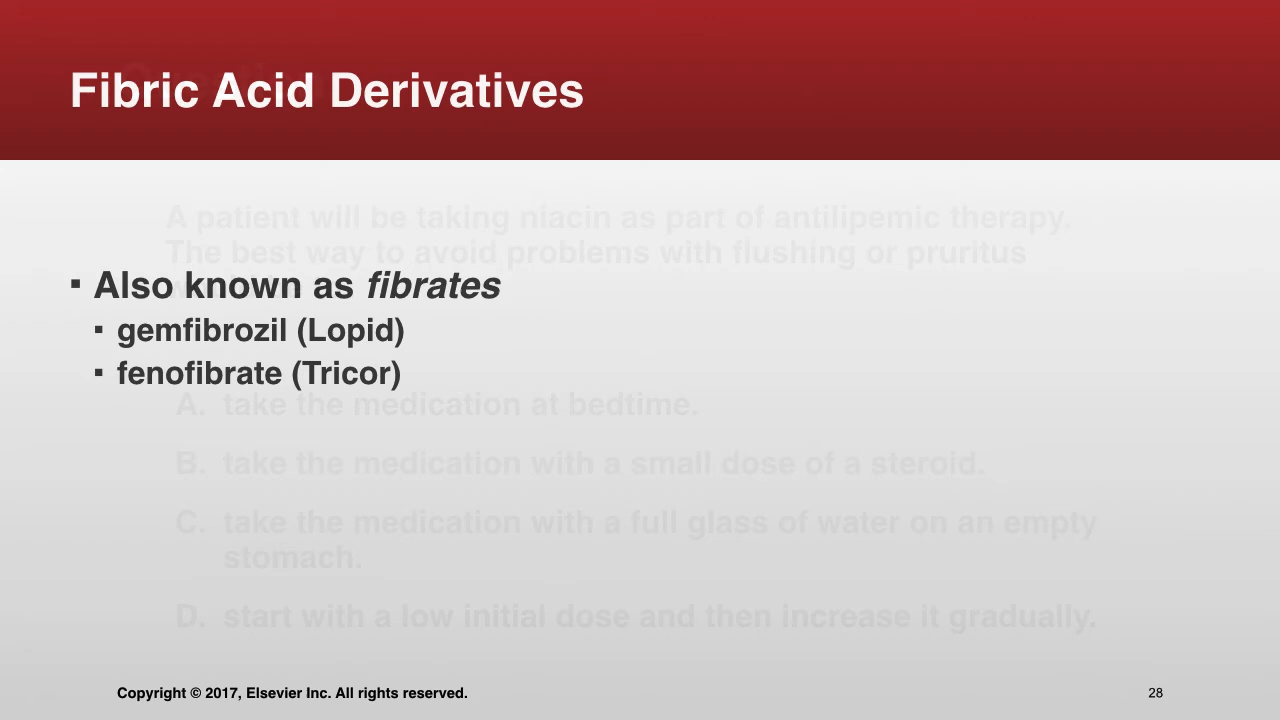 Fibric Acid Derivatives
A patient will be taking niacin as part of antilipemic therapy.
The best way to avoid problems with flushing or pruritus
▪ Also known as fibrates
▪ gemfibrozil (Lopid)
▪ fenofibrate (Tricor)
A. take the medication at bedtime.
B. take the medication with a small dose of a steroid.
C. take the medication with a full glass of water on an empty
stomach.
D. start with a low initial dose and then increase it gradually.
Copyright © 2017, Elsevier Inc. All rights reserved.
28